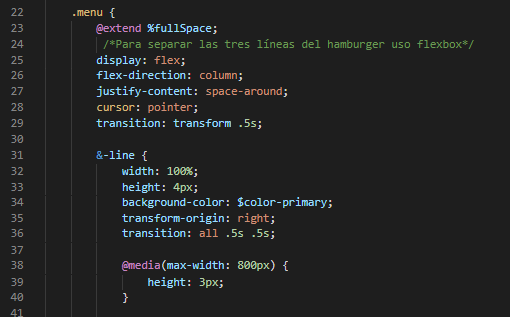 22 .menu {
23 @extend %fullSpace;
24 /*Para separar las tres líneas del hamburger uso flexbox*/
25 display: flex;
26 flex-direction: column;
27 justify-content: space-around;
28 cursor: pointer;
29 transition: transform .5s;
30
31 &-line {
32 width: 100%;
33 height: 4px;
34 background-color: $color-primary;
35 transform-origin: right;
36 transition: all .5s .5s;
37
38 @media(max-width: 800px) {
39 height: 3px;
40 }
41